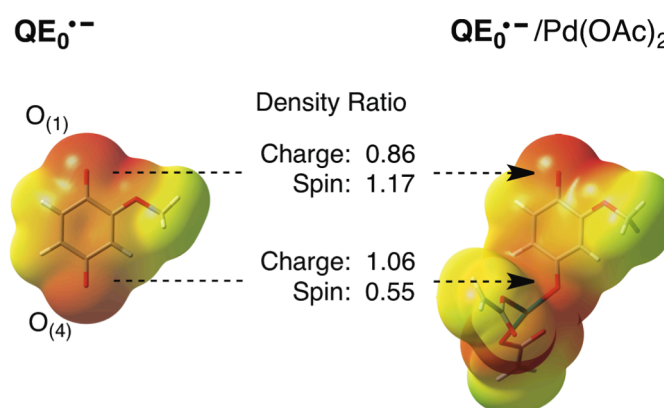 QE₀•−
QE₀•−/Pd(OAc)₂
O(1)
Density Ratio
Charge: 0.86
Spin: 1.17
Charge: 1.06
Spin: 0.55
O(4)